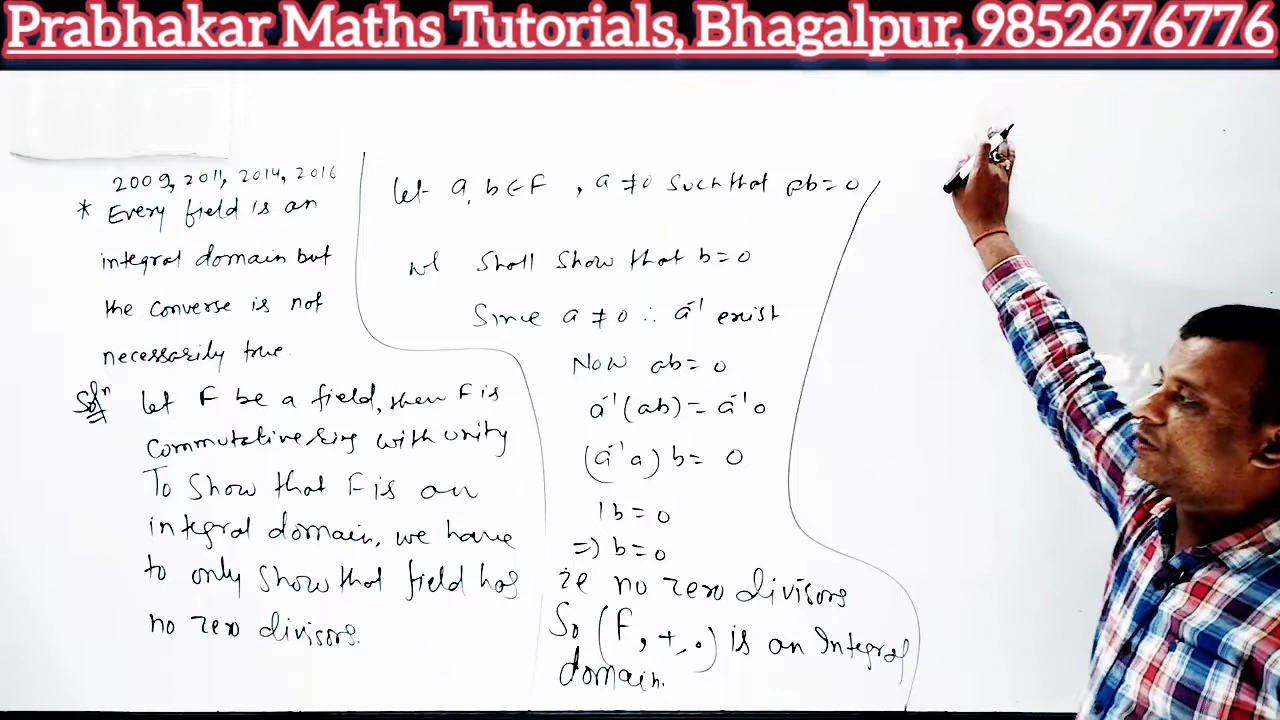 Prabhakar Maths Tutorials, Bhagalpur, 9852676776
2009, 2011, 2014, 2016
* Every field is an
integral domain but
the converse is not
necessarily true.
Solⁿ let F be a field, then F is
commutative ring with unity
To show that F is an
integral domain, we have
to only show that field has
no zero divisors.
let a, b ∈ F , a ≠ 0 such that ab = 0
we shall show that b = 0
Since a ≠ 0 ∴ a⁻¹ exist
Now ab = 0
a⁻¹(ab) = a⁻¹0
(a⁻¹a) b = 0
1b = 0
=> b = 0
ie no zero divisors
So (F, +, .) is an Integral
domain.